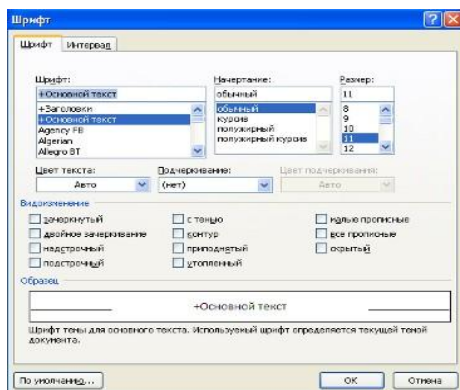 Шрифт
Шрифт Интервал
Шрифт: Начертание: Размер:
+Основной текст обычный 11
+Заголовки обычный 8
+Основной текст курсив 9
Agency FB полужирный 10
Algerian полужирный курсив 11
Allegro BT 12
Цвет текста: Подчеркивание: Цвет подчеркивания:
Авто (нет) Авто
Видоизменение
зачеркнутый с тенью малые прописные
двойное зачеркивание контур все прописные
надстрочный приподнятый скрытый
подстрочный утопленный
Образец
+Основной текст
Шрифт темы для основного текста. Используемый шрифт определяется текущей темой
документа.
По умолчанию... ОК Отмена